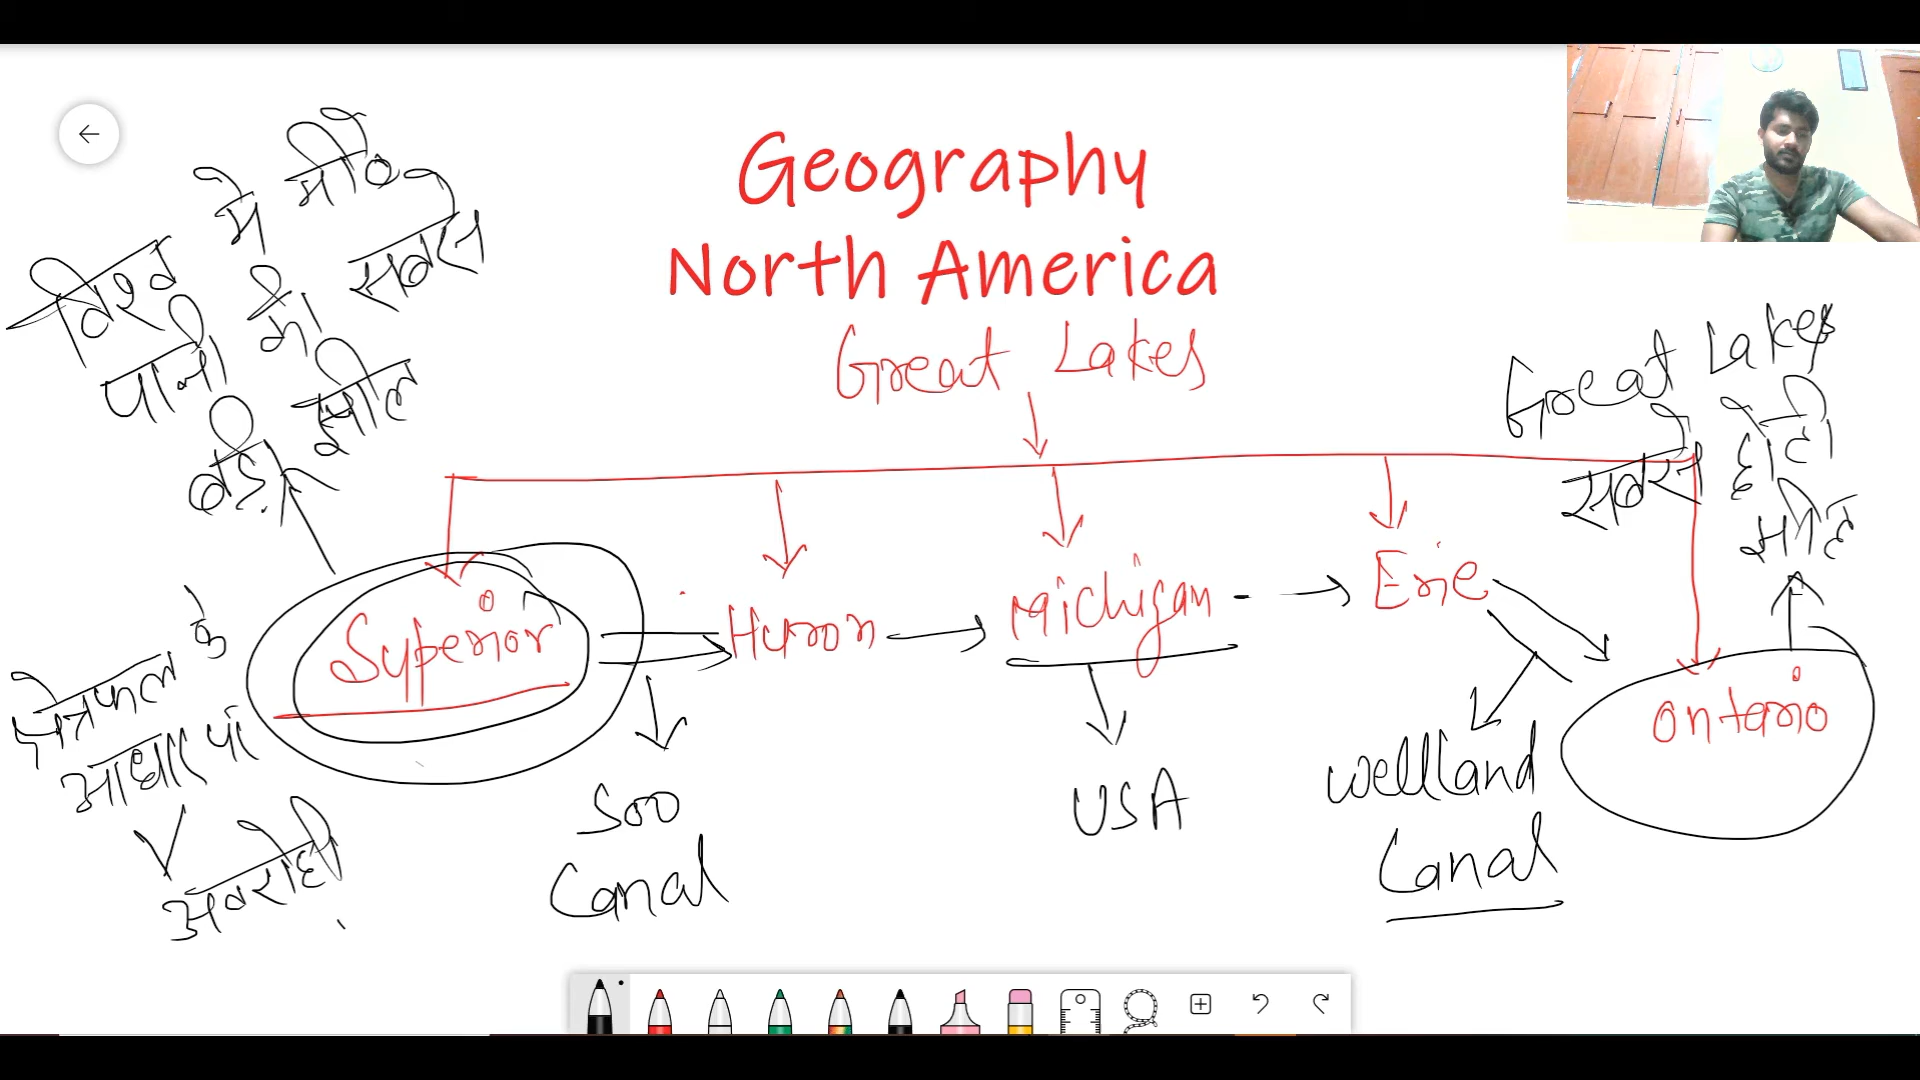 Geography
North America
Great Lakes
विश्व में मीठे
पानी की सबसे
बड़ी झील
Great Lakes
सबसे छोटी
Superior
Huron
Michigan
Erie
Ontario
क्षेत्रफल के
आधार पर
अवरोही
Soo
Canal
USA
Wellland
Canal